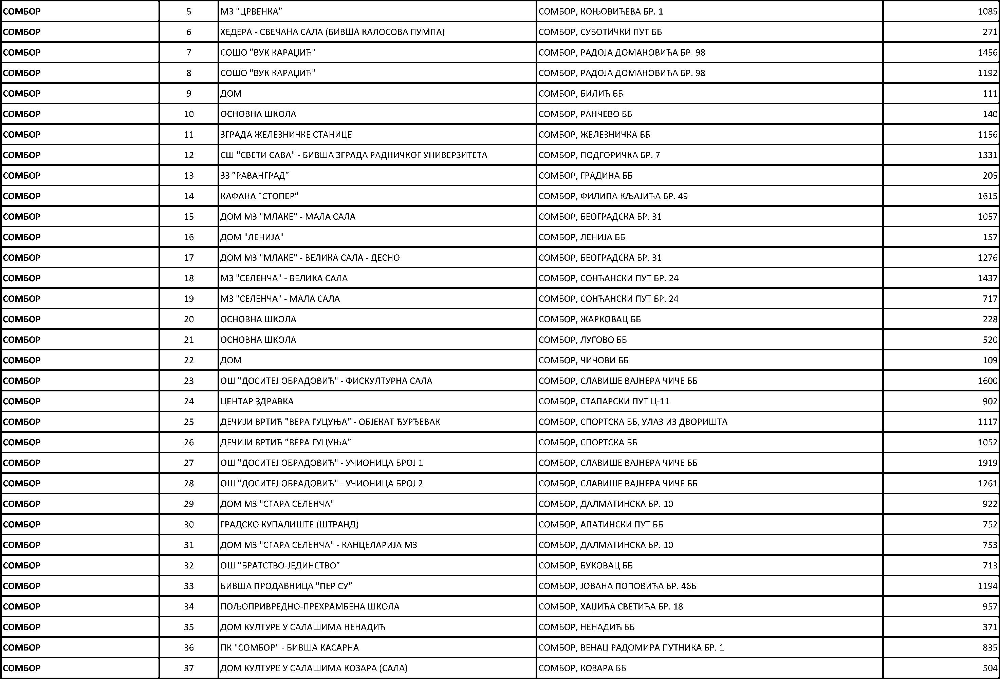 СОМБОР 5 МЗ "ЦРВЕНКА" СОМБОР, КОЊОВИЋЕВА БР. 1 1085
СОМБОР 6 ХЕДЕРА - СВЕЧАНА САЛА (БИВША КАЛОСОВА ПУМПА) СОМБОР, СУБОТИЧКИ ПУТ ББ 271
СОМБОР 7 СОШО "ВУК КАРАЏИЋ" СОМБОР, РАДОЈА ДОМАНОВИЋА БР. 98 1456
СОМБОР 8 СОШО "ВУК КАРАЏИЋ" СОМБОР, РАДОЈА ДОМАНОВИЋА БР. 98 1192
СОМБОР 9 ДОМ СОМБОР, БИЛИЋ ББ 111
СОМБОР 10 ОСНОВНА ШКОЛА СОМБОР, РАНЧЕВО ББ 140
СОМБОР 11 ЗГРАДА ЖЕЛЕЗНИЧКЕ СТАНИЦЕ СОМБОР, ЖЕЛЕЗНИЧКА ББ 1156
СОМБОР 12 СШ "СВЕТИ САВА" - БИВША ЗГРАДА РАДНИЧКОГ УНИВЕРЗИТЕТА СОМБОР, ПОДГОРИЧКА БР. 7 1331
СОМБОР 13 ЗЗ "РАВАНГРАД" СОМБОР, ГРАДИНА ББ 205
СОМБОР 14 КАФАНА "СТОПЕР" СОМБОР, ФИЛИПА КЉАЈИЋА БР. 49 1615
СОМБОР 15 ДОМ МЗ "МЛАКЕ" - МАЛА САЛА СОМБОР, БЕОГРАДСКА БР. 31 1057
СОМБОР 16 ДОМ "ЛЕНИЈА" СОМБОР, ЛЕНИЈА ББ 157
СОМБОР 17 ДОМ МЗ "МЛАКЕ" - ВЕЛИКА САЛА - ДЕСНО СОМБОР, БЕОГРАДСКА БР. 31 1276
СОМБОР 18 МЗ "СЕЛЕНЧА" - ВЕЛИКА САЛА СОМБОР, СОНЋАНСКИ ПУТ БР. 24 1437
СОМБОР 19 МЗ "СЕЛЕНЧА" - МАЛА САЛА СОМБОР, СОНЋАНСКИ ПУТ БР. 24 717
СОМБОР 20 ОСНОВНА ШКОЛА СОМБОР, ЖАРКОВАЦ ББ 228
СОМБОР 21 ОСНОВНА ШКОЛА СОМБОР, ЛУГОВО ББ 520
СОМБОР 22 ДОМ СОМБОР, ЧИЧОВИ ББ 109
СОМБОР 23 ОШ "ДОСИТЕЈ ОБРАДОВИЋ" - ФИСКУЛТУРНА САЛА СОМБОР, СЛАВИШЕ ВАЈНЕРА ЧИЧЕ ББ 1600
СОМБОР 24 ЦЕНТАР ЗДРАВКА СОМБОР, СТАПАРСКИ ПУТ Ц-11 902
СОМБОР 25 ДЕЧИЈИ ВРТИЋ "ВЕРА ГУЦУЊА" - ОБЈЕКАТ ЂУРЂЕВАК СОМБОР, СПОРТСКА ББ, УЛАЗ ИЗ ДВОРИШТА 1117
СОМБОР 26 ДЕЧИЈИ ВРТИЋ "ВЕРА ГУЦУЊА" СОМБОР, СПОРТСКА ББ 1052
СОМБОР 27 ОШ "ДОСИТЕЈ ОБРАДОВИЋ" - УЧИОНИЦА БРОЈ 1 СОМБОР, СЛАВИШЕ ВАЈНЕРА ЧИЧЕ ББ 1919
СОМБОР 28 ОШ "ДОСИТЕЈ ОБРАДОВИЋ" - УЧИОНИЦА БРОЈ 2 СОМБОР, СЛАВИШЕ ВАЈНЕРА ЧИЧЕ ББ 1261
СОМБОР 29 ДОМ МЗ "СТАРА СЕЛЕНЧА" СОМБОР, ДАЛМАТИНСКА БР. 10 922
СОМБОР 30 ГРАДСКО КУПАЛИШТЕ (ШТРАНД) СОМБОР, АПАТИНСКИ ПУТ ББ 752
СОМБОР 31 ДОМ МЗ "СТАРА СЕЛЕНЧА" - КАНЦЕЛАРИЈА МЗ СОМБОР, ДАЛМАТИНСКА БР. 10 753
СОМБОР 32 ОШ "БРАТСТВО-ЈЕДИНСТВО" СОМБОР, БУКОВАЦ ББ 713
СОМБОР 33 БИВША ПРОДАВНИЦА "ПЕР СУ" СОМБОР, ЈОВАНА ПОПОВИЋА БР. 46Б 1194
СОМБОР 34 ПОЉОПРИВРЕДНО-ПРЕХРАМБЕНА ШКОЛА СОМБОР, ХАЏИЋА СВЕТИЋА БР. 18 957
СОМБОР 35 ДОМ КУЛТУРЕ У САЛАШИМА НЕНАДИЋ СОМБОР, НЕНАДИЋ ББ 371
СОМБОР 36 ПК "СОМБОР" - БИВША КАСАРНА СОМБОР, ВЕНАЦ РАДОМИРА ПУТНИКА БР. 1 835
СОМБОР 37 ДОМ КУЛТУРЕ У САЛАШИМА КОЗАРА (САЛА) СОМБОР, КОЗАРА ББ 504